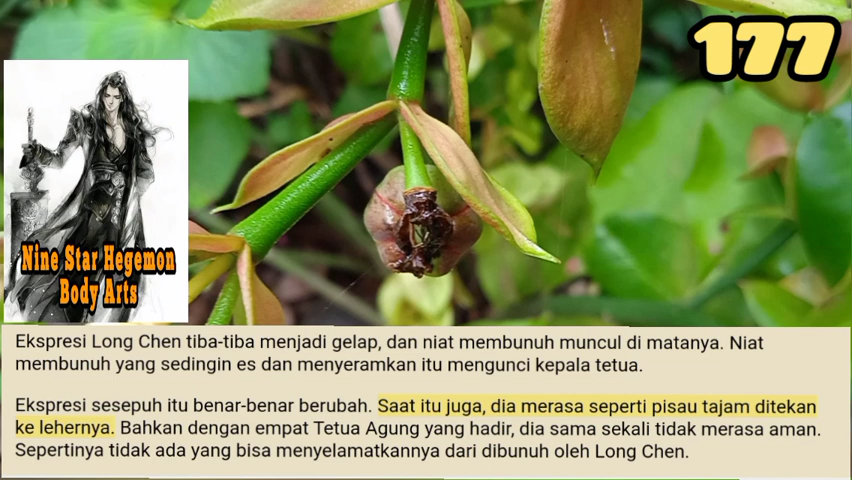 177
Nine Star Hegemon
Body Arts
Ekspresi Long Chen tiba-tiba menjadi gelap, dan niat membunuh muncul di matanya. Niat
membunuh yang sedingin es dan menyeramkan itu mengunci kepala tetua.
Ekspresi sesepuh itu benar-benar berubah. Saat itu juga, dia merasa seperti pisau tajam ditekan
ke lehernya. Bahkan dengan empat Tetua Agung yang hadir, dia sama sekali tidak merasa aman.
Sepertinya tidak ada yang bisa menyelamatkannya dari dibunuh oleh Long Chen.